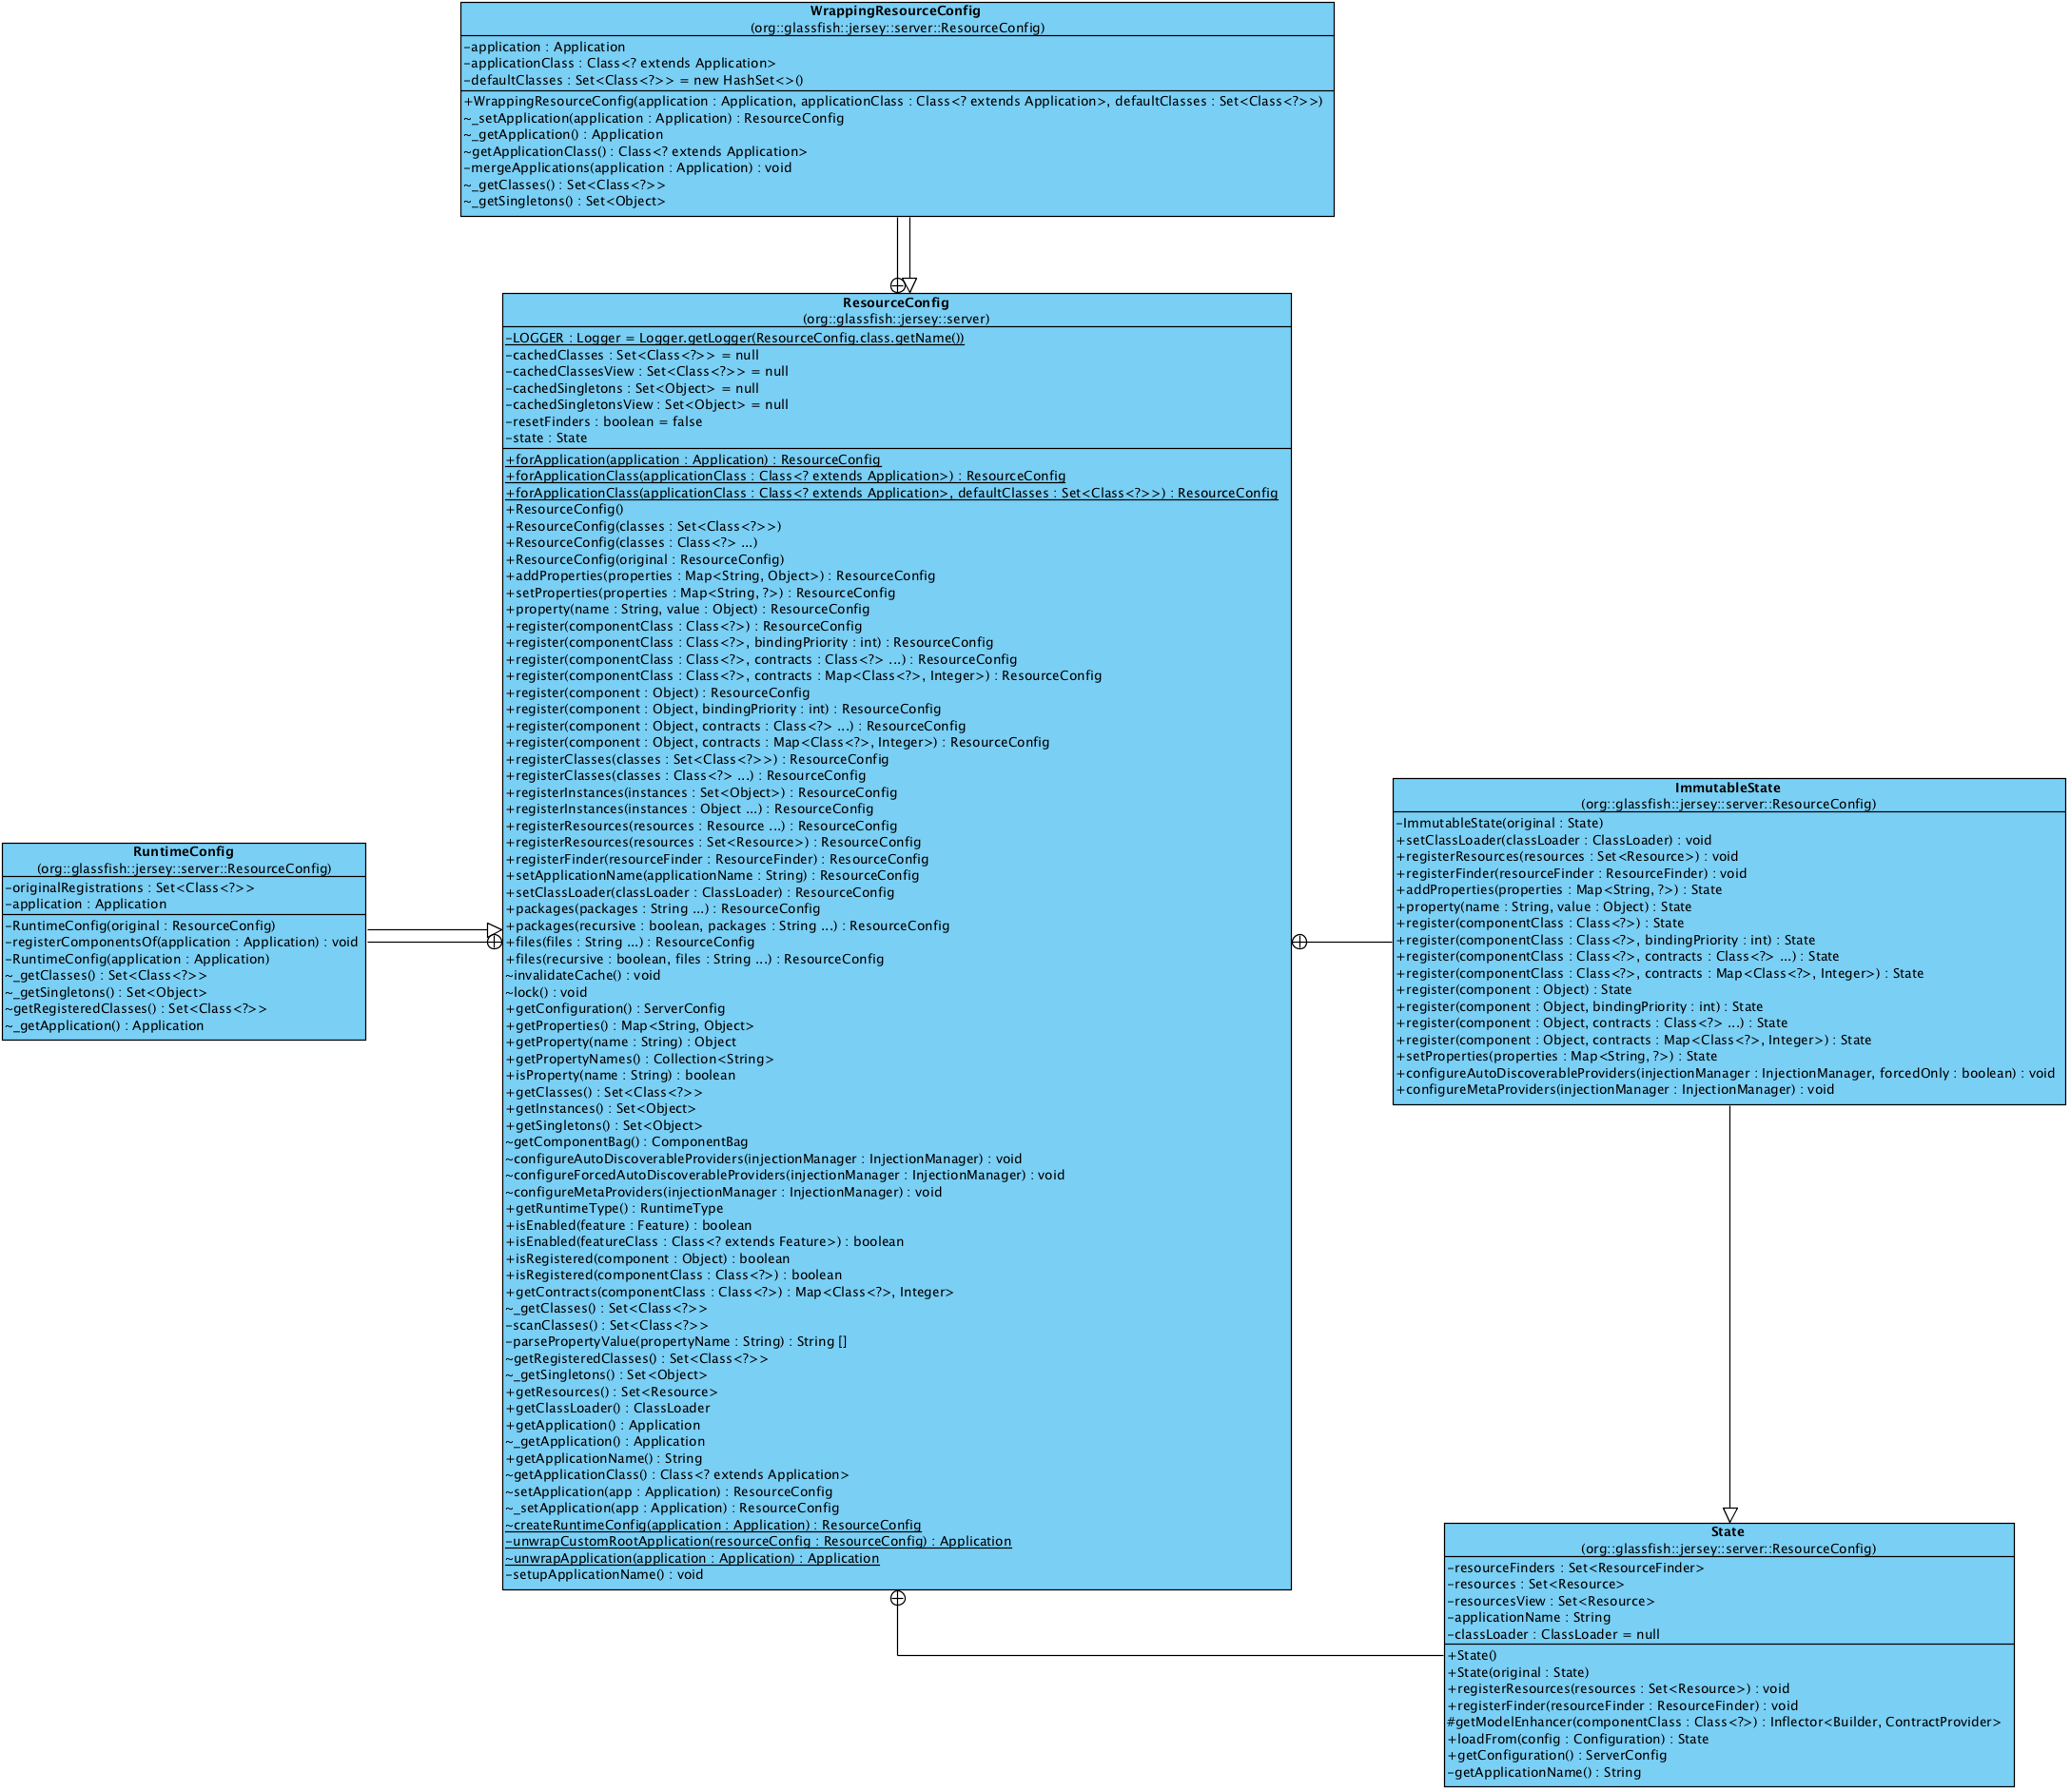 WrappingResourceConfig
(org::glassfish::jersey::server::ResourceConfig)
-application : Application
-applicationClass : Class<? extends Application>
-defaultClasses : Set<Class<?>> = new HashSet<>()
+WrappingResourceConfig(application : Application, applicationClass : Class<? extends Application>, defaultClasses : Set<Class<?>>)
~_setApplication(application : Application) : ResourceConfig
~_getApplication() : Application
~getApplicationClass() : Class<? extends Application>
-mergeApplications(application : Application) : void
~_getClasses() : Set<Class<?>>
~_getSingletons() : Set<Object>
ResourceConfig
(org::glassfish::jersey::server)
-LOGGER : Logger = Logger.getLogger(ResourceConfig.class.getName())
-cachedClasses : Set<Class<?>> = null
-cachedClassesView : Set<Class<?>> = null
-cachedSingletons : Set<Object> = null
-cachedSingletonsView : Set<Object> = null
-resetFinders : boolean = false
-state : State
+forApplication(application : Application) : ResourceConfig
+forApplicationClass(applicationClass : Class<? extends Application>) : ResourceConfig
+forApplicationClass(applicationClass : Class<? extends Application>, defaultClasses : Set<Class<?>>) : ResourceConfig
+ResourceConfig()
+ResourceConfig(classes : Set<Class<?>>)
+ResourceConfig(classes : Class<?> ...)
+ResourceConfig(original : ResourceConfig)
+addProperties(properties : Map<String, Object>) : ResourceConfig
+setProperties(properties : Map<String, ?>) : ResourceConfig
+property(name : String, value : Object) : ResourceConfig
+register(componentClass : Class<?>) : ResourceConfig
+register(componentClass : Class<?>, bindingPriority : int) : ResourceConfig
+register(componentClass : Class<?>, contracts : Class<?> ...) : ResourceConfig
+register(componentClass : Class<?>, contracts : Map<Class<?>, Integer>) : ResourceConfig
+register(component : Object) : ResourceConfig
+register(component : Object, bindingPriority : int) : ResourceConfig
+register(component : Object, contracts : Class<?> ...) : ResourceConfig
+register(component : Object, contracts : Map<Class<?>, Integer>) : ResourceConfig
+registerClasses(classes : Set<Class<?>>) : ResourceConfig
+registerClasses(classes : Class<?> ...) : ResourceConfig
+registerInstances(instances : Set<Object>) : ResourceConfig
+registerInstances(instances : Object ...) : ResourceConfig
+registerResources(resources : Resource ...) : ResourceConfig
+registerResources(resources : Set<Resource>) : ResourceConfig
+registerFinder(resourceFinder : ResourceFinder) : ResourceConfig
+setApplicationName(applicationName : String) : ResourceConfig
+setClassLoader(classLoader : ClassLoader) : ResourceConfig
+packages(packages : String ...) : ResourceConfig
+packages(recursive : boolean, packages : String ...) : ResourceConfig
+files(files : String ...) : ResourceConfig
+files(recursive : boolean, files : String ...) : ResourceConfig
~invalidateCache() : void
~lock() : void
+getConfiguration() : ServerConfig
+getProperties() : Map<String, Object>
+getProperty(name : String) : Object
+getPropertyNames() : Collection<String>
+isProperty(name : String) : boolean
+getClasses() : Set<Class<?>>
+getInstances() : Set<Object>
+getSingletons() : Set<Object>
~getComponentBag() : ComponentBag
~configureAutoDiscoverableProviders(injectionManager : InjectionManager) : void
~configureForcedAutoDiscoverableProviders(injectionManager : InjectionManager) : void
~configureMetaProviders(injectionManager : InjectionManager) : void
+getRuntimeType() : RuntimeType
+isEnabled(feature : Feature) : boolean
+isEnabled(featureClass : Class<? extends Feature>) : boolean
+isRegistered(component : Object) : boolean
+isRegistered(componentClass : Class<?>) : boolean
+getContracts(componentClass : Class<?>) : Map<Class<?>, Integer>
~_getClasses() : Set<Class<?>>
-scanClasses() : Set<Class<?>>
-parsePropertyValue(propertyName : String) : String []
~getRegisteredClasses() : Set<Class<?>>
~_getSingletons() : Set<Object>
+getResources() : Set<Resource>
+getClassLoader() : ClassLoader
+getApplication() : Application
~_getApplication() : Application
+getApplicationName() : String
~getApplicationClass() : Class<? extends Application>
~setApplication(app : Application) : ResourceConfig
~_setApplication(app : Application) : ResourceConfig
~createRuntimeConfig(application : Application) : ResourceConfig
-unwrapCustomRootApplication(resourceConfig : ResourceConfig) : Application
~unwrapApplication(application : Application) : Application
-setupApplicationName() : void
RuntimeConfig
(org::glassfish::jersey::server::ResourceConfig)
-originalRegistrations : Set<Class<?>>
-application : Application
-RuntimeConfig(original : ResourceConfig)
-registerComponentsOf(application : Application) : void
-RuntimeConfig(application : Application)
~_getClasses() : Set<Class<?>>
~_getSingletons() : Set<Object>
~getRegisteredClasses() : Set<Class<?>>
~_getApplication() : Application
ImmutableState
(org::glassfish::jersey::server::ResourceConfig)
-ImmutableState(original : State)
+setClassLoader(classLoader : ClassLoader) : void
+registerResources(resources : Set<Resource>) : void
+registerFinder(resourceFinder : ResourceFinder) : void
+addProperties(properties : Map<String, ?>) : State
+property(name : String, value : Object) : State
+register(componentClass : Class<?>) : State
+register(componentClass : Class<?>, bindingPriority : int) : State
+register(componentClass : Class<?>, contracts : Class<?> ...) : State
+register(componentClass : Class<?>, contracts : Map<Class<?>, Integer>) : State
+register(component : Object) : State
+register(component : Object, bindingPriority : int) : State
+register(component : Object, contracts : Class<?> ...) : State
+register(component : Object, contracts : Map<Class<?>, Integer>) : State
+setProperties(properties : Map<String, ?>) : State
+configureAutoDiscoverableProviders(injectionManager : InjectionManager, forcedOnly : boolean) : void
+configureMetaProviders(injectionManager : InjectionManager) : void
State
(org::glassfish::jersey::server::ResourceConfig)
-resourceFinders : Set<ResourceFinder>
-resources : Set<Resource>
-resourcesView : Set<Resource>
-applicationName : String
-classLoader : ClassLoader = null
+State()
+State(original : State)
+registerResources(resources : Set<Resource>) : void
+registerFinder(resourceFinder : ResourceFinder) : void
#getModelEnhancer(componentClass : Class<?>) : Inflector<Builder, ContractProvider>
+loadFrom(config : Configuration) : State
+getConfiguration() : ServerConfig
-getApplicationName() : String